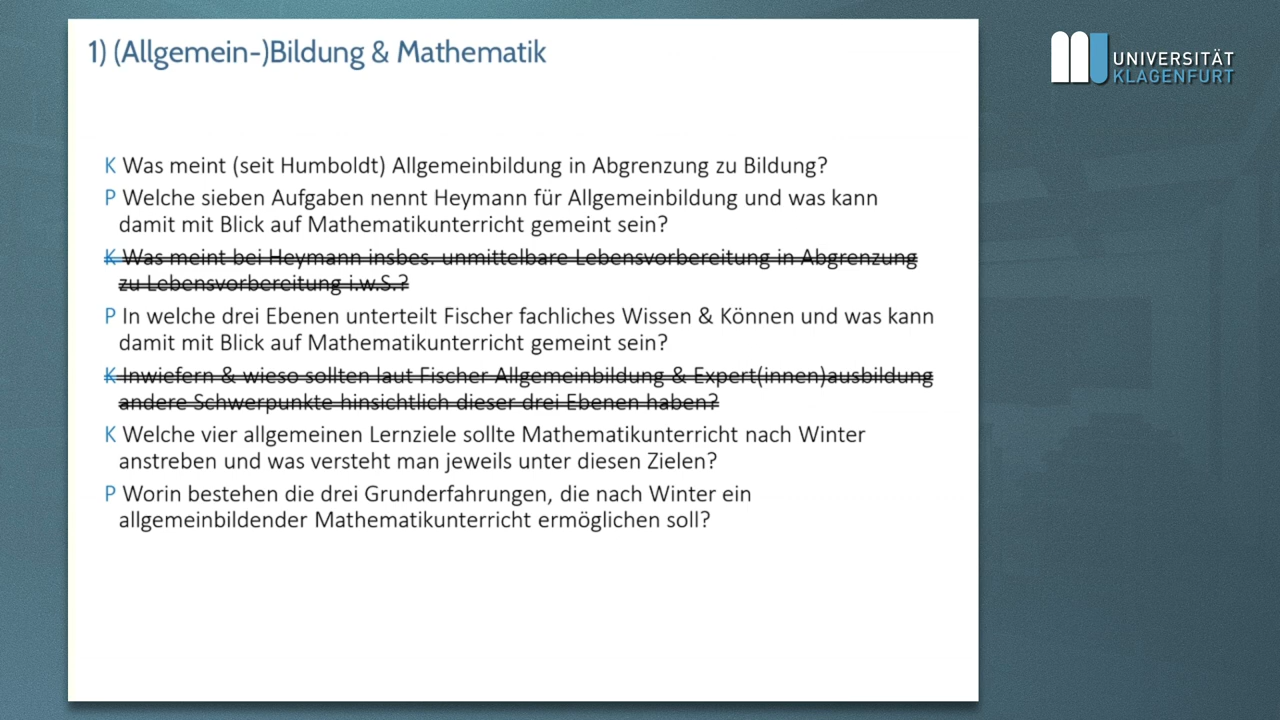 1) (Allgemein-)Bildung & Mathematik
UNIVERSITÄT
KLAGENFURT
K Was meint (seit Humboldt) Allgemeinbildung in Abgrenzung zu Bildung?
P Welche sieben Aufgaben nennt Heymann für Allgemeinbildung und was kann
damit mit Blick auf Mathematikunterricht gemeint sein?
K Was meint bei Heymann insbes. unmittelbare Lebensvorbereitung in Abgrenzung
zu Lebensvorbereitung i.w.S.?
P In welche drei Ebenen unterteilt Fischer fachliches Wissen & Können und was kann
damit mit Blick auf Mathematikunterricht gemeint sein?
K Inwiefern & wieso sollten laut Fischer Allgemeinbildung & Expert(innen)ausbildung
andere Schwerpunkte hinsichtlich dieser drei Ebenen haben?
K Welche vier allgemeinen Lernziele sollte Mathematikunterricht nach Winter
anstreben und was versteht man jeweils unter diesen Zielen?
P Worin bestehen die drei Grunderfahrungen, die nach Winter ein
allgemeinbildender Mathematikunterricht ermöglichen soll?